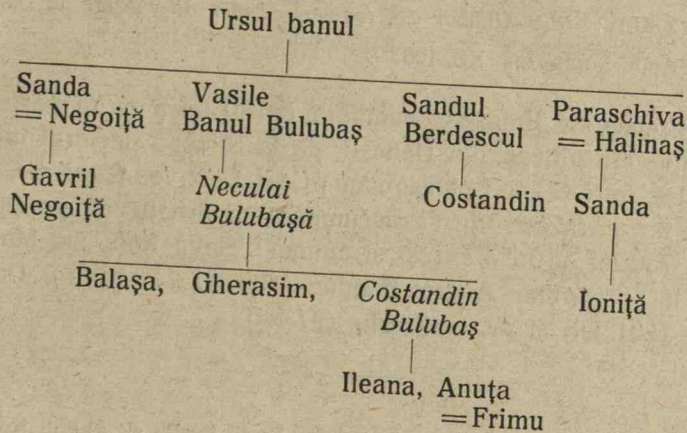 Ursul banul
Sanda Vasile Sandul Paraschiva
= Negoiță Banul Bulubaș Berdescul = Halinaș
Gavril Neculai Costandin Sanda
Negoiță Bulubașă
Balașa, Gherasim, Costandin Ioniță
Bulubaș
Ileana, Anuța
= Frimu